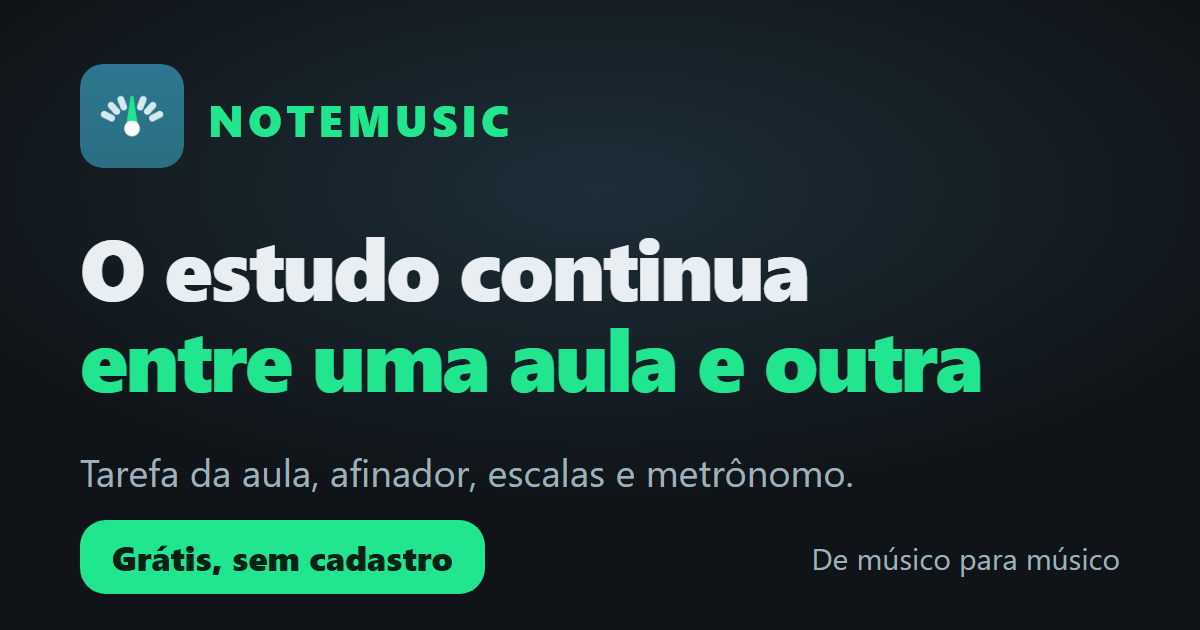 NOTEMUSIC
O estudo continua
entre uma aula e outra
Tarefa da aula, afinador, escalas e metrônomo.
Grátis, sem cadastro
De músico para músico